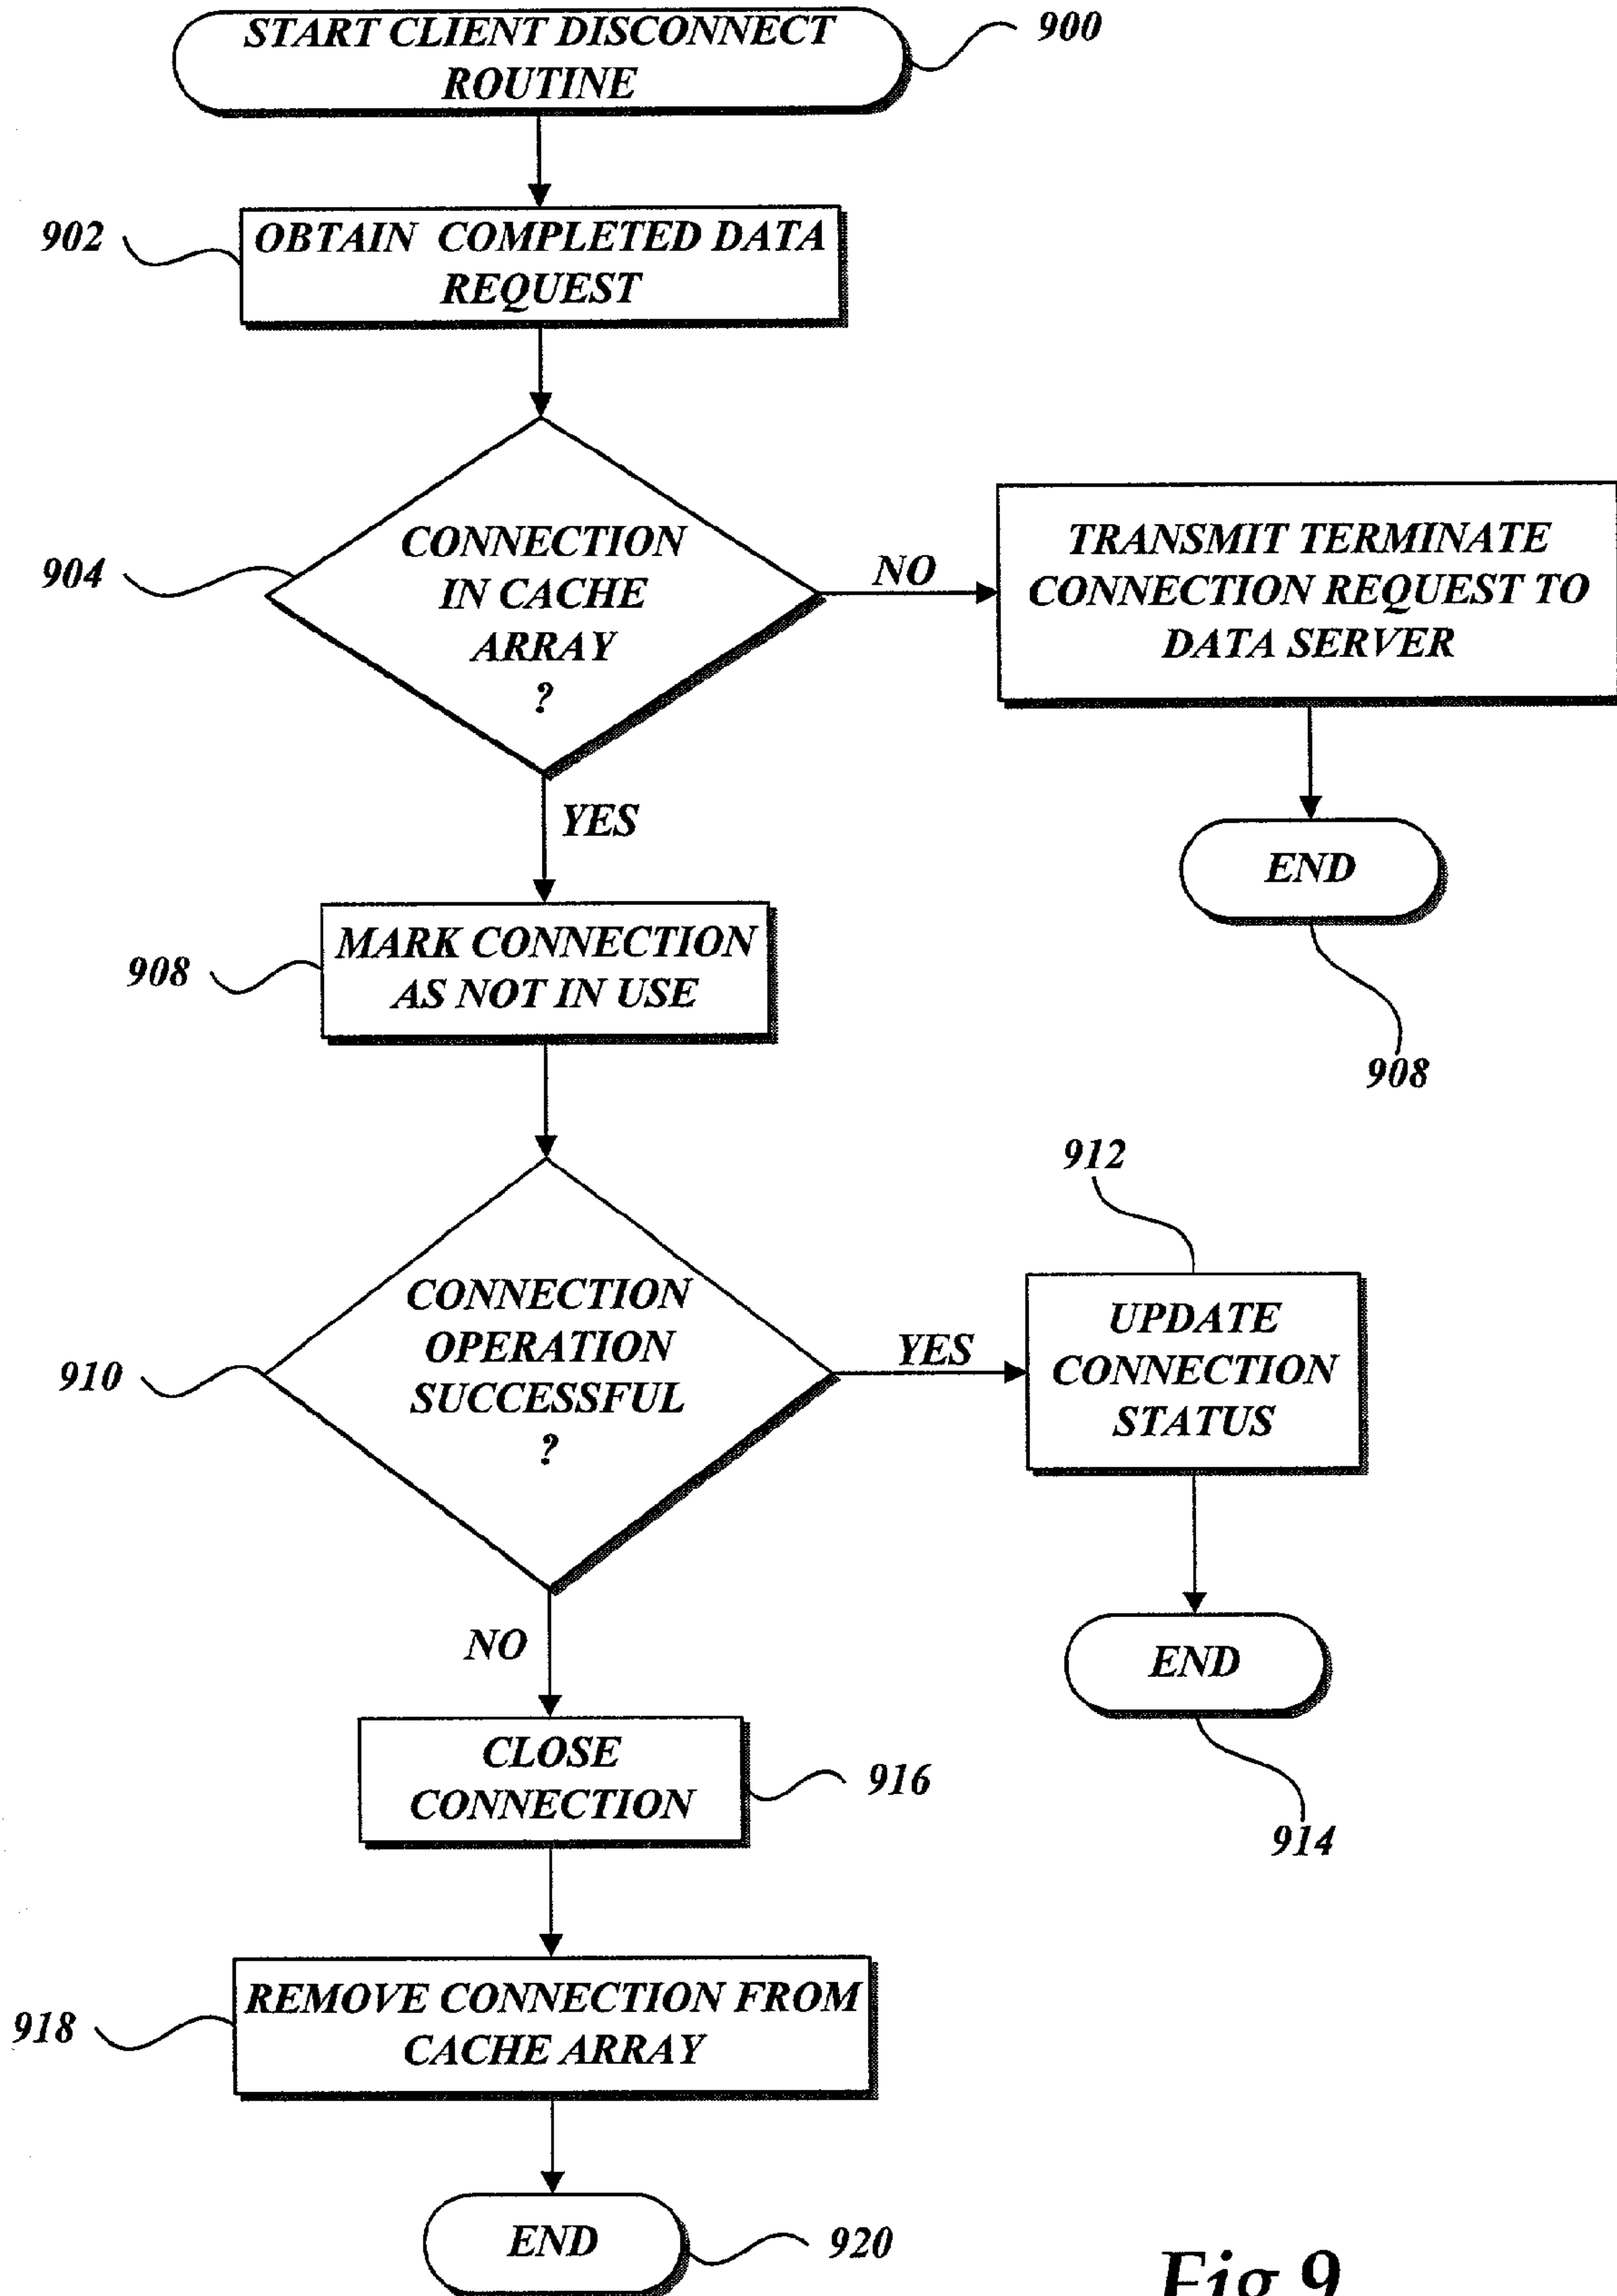 START CLIENT DISCONNECT
ROUTINE
900
902
OBTAIN COMPLETED DATA
REQUEST
904
CONNECTION
IN CACHE
ARRAY
?
NO
TRANSMIT TERMINATE
CONNECTION REQUEST TO
DATA SERVER
YES
END
908
908
MARK CONNECTION
AS NOT IN USE
912
910
CONNECTION
OPERATION
SUCCESSFUL
?
YES
UPDATE
CONNECTION
STATUS
NO
END
914
CLOSE
CONNECTION
916
918
REMOVE CONNECTION FROM
CACHE ARRAY
END
920
Fig 9